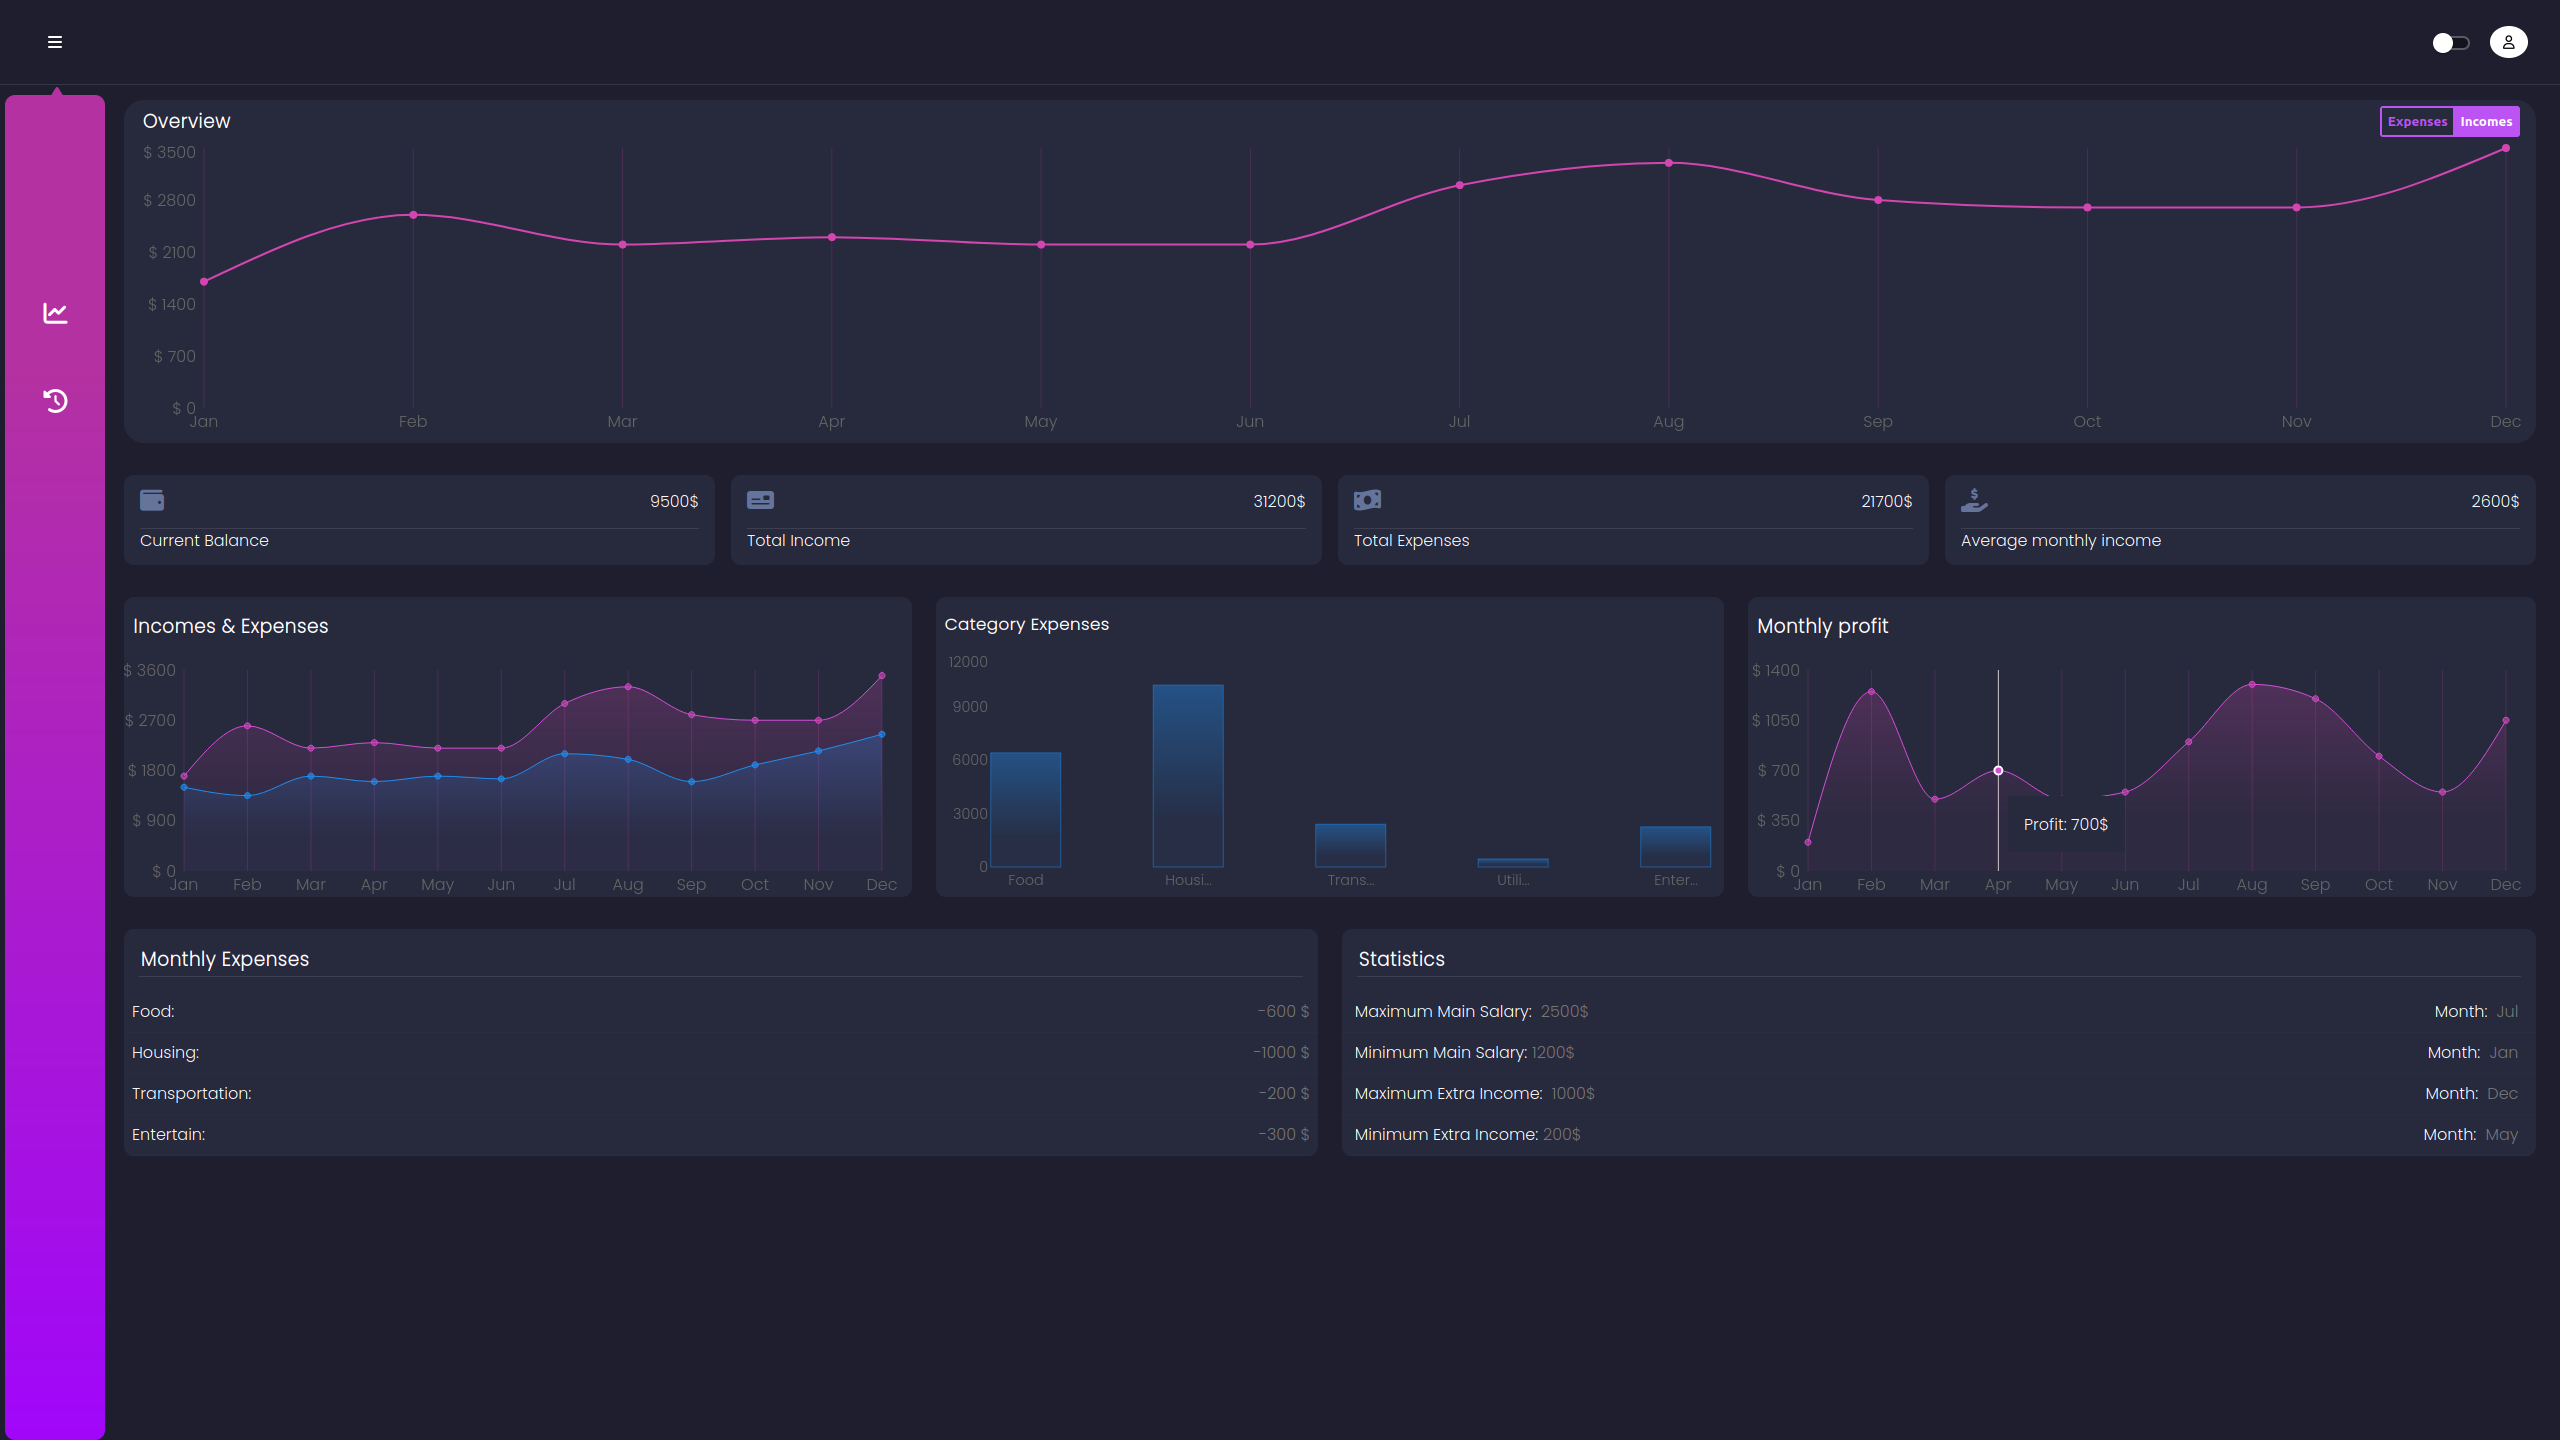 Overview
Expenses Incomes
$ 3500
$ 2800
$ 2100
$ 1400
$ 700
$ 0
Jan Feb Mar Apr May Jun Jul Aug Sep Oct Nov Dec
9500$
Current Balance
31200$
Total Income
21700$
Total Expenses
2600$
Average monthly income
Incomes & Expenses
$ 3600
$ 2700
$ 1800
$ 900
$ 0
Jan Feb Mar Apr May Jun Jul Aug Sep Oct Nov Dec
Category Expenses
12000
9000
6000
3000
0
Food Housi... Trans... Utili... Enter...
Monthly profit
$ 1400
$ 1050
$ 700
$ 350
$ 0
Profit: 700$
Jan Feb Mar Apr May Jun Jul Aug Sep Oct Nov Dec
Monthly Expenses
Food: -600 $
Housing: -1000 $
Transportation: -200 $
Entertain: -300 $
Statistics
Maximum Main Salary: 2500$ Month: Jul
Minimum Main Salary: 1200$ Month: Jan
Maximum Extra Income: 1000$ Month: Dec
Minimum Extra Income: 200$ Month: May